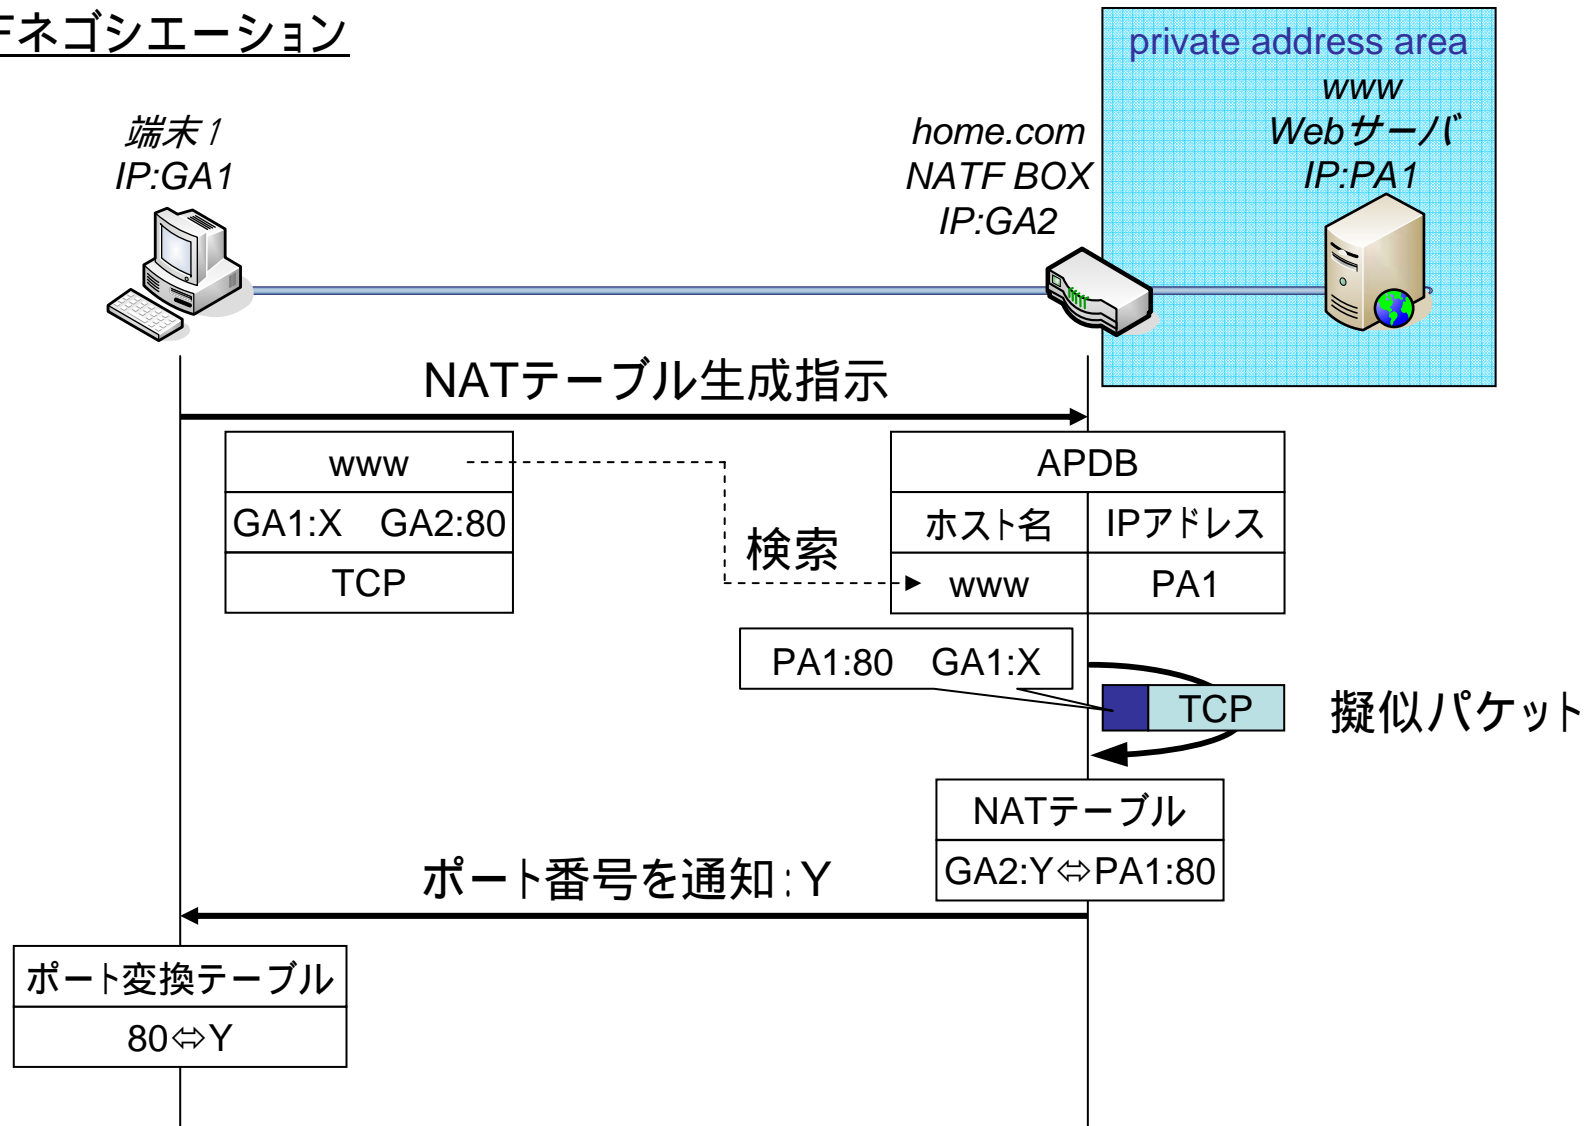 Fネゴシエーション
private address area
端末1
IP:GA1
home.com
NATF BOX
IP:GA2
www
Webサーバ
IP:PA1
NATテーブル生成指示
www
GA1:X GA2:80
TCP
検索
APDB
ホスト名 IPアドレス
www PA1
PA1:80 GA1:X
TCP
擬似パケット
NATテーブル
GA2:Y⇔PA1:80
ポート番号を通知:Y
ポート変換テーブル
80⇔Y